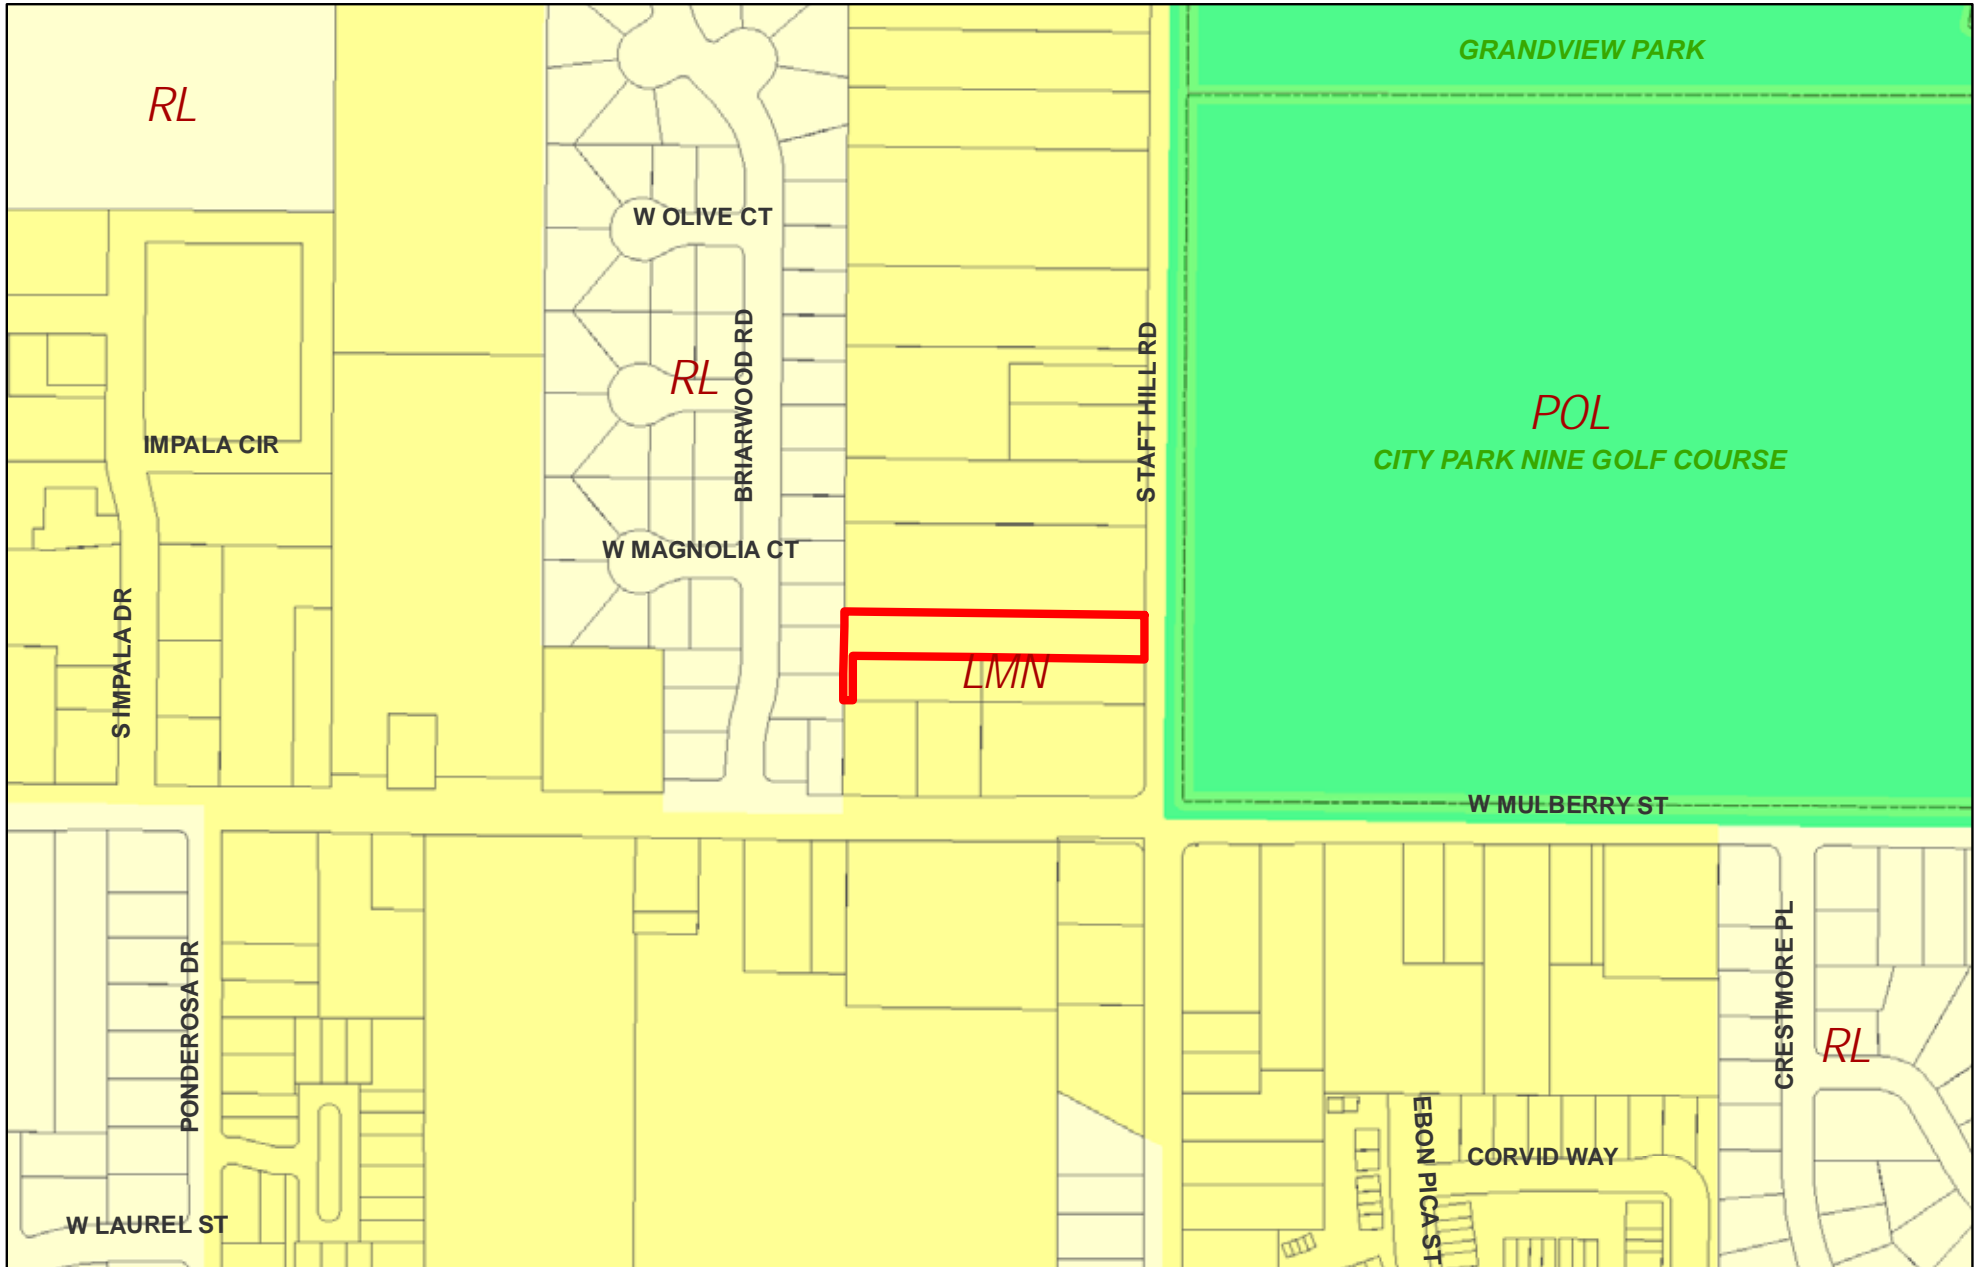 GRANDVIEW PARK
RL
W OLIVE CT
BRIARWOOD RD
RL
S TAFT HILL RD
POL
CITY PARK NINE GOLF COURSE
IMPALA CIR
W MAGNOLIA CT
S IMPALA DR
LMN
W MULBERRY ST
PONDEROSA DR
CRESTMORE PL
RL
EBON PICA ST
CORVID WAY
W LAUREL ST